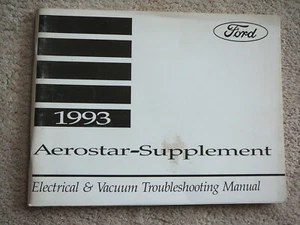 Ford
1993
Aerostar-Supplement
Electrical & Vacuum Troubleshooting Manual